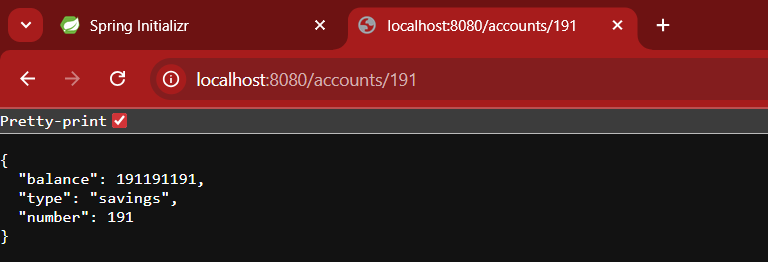 Spring Initializr
localhost:8080/accounts/191
localhost:8080/accounts/191
Pretty-print
{
  "balance": 191191191,
  "type": "savings",
  "number": 191
}